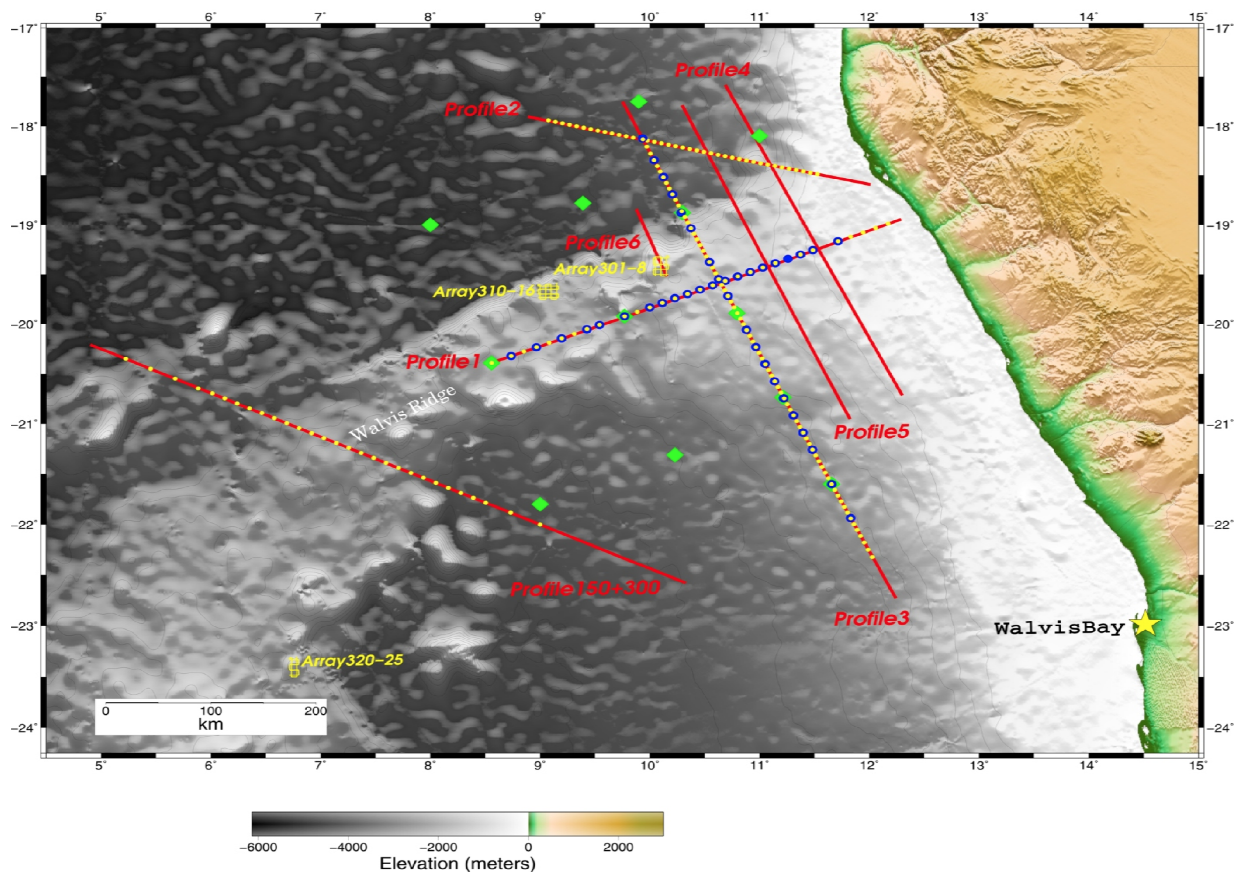 5° 6° 7° 8° 9° 10° 11° 12° 13° 14° 15°
−17° −17°
Profile4
Profile2
−18° −18°
−19° −19°
Profile6
Array301−8
Array310−16
−20° −20°
Profile1
Walvis Ridge
−21° −21°
Profile5
−22° −22°
Profile150+300
Profile3
−23° −23°
WalvisBay
Array320−25
0 200
km
−24° −24°
5° 6° 7° 8° 9° 10° 11° 12° 13° 14° 15°
−6000 −4000 −2000 0 2000
Elevation (meters)